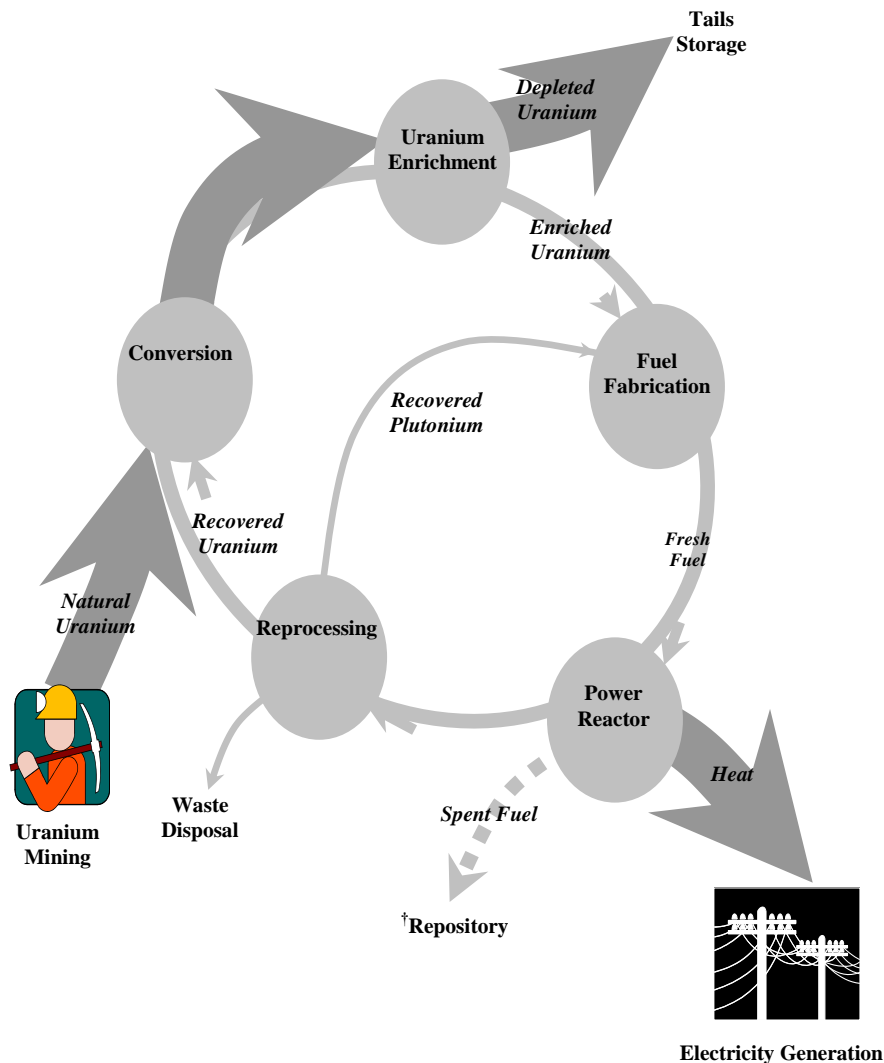 Tails
Storage
Depleted
Uranium
Uranium
Enrichment
Enriched
Uranium
Conversion
Fuel
Fabrication
Recovered
Plutonium
Recovered
Uranium
Fresh
Fuel
Natural
Uranium
Reprocessing
Power
Reactor
Heat
Waste
Disposal
Spent Fuel
Uranium
Mining
†Repository
Electricity Generation